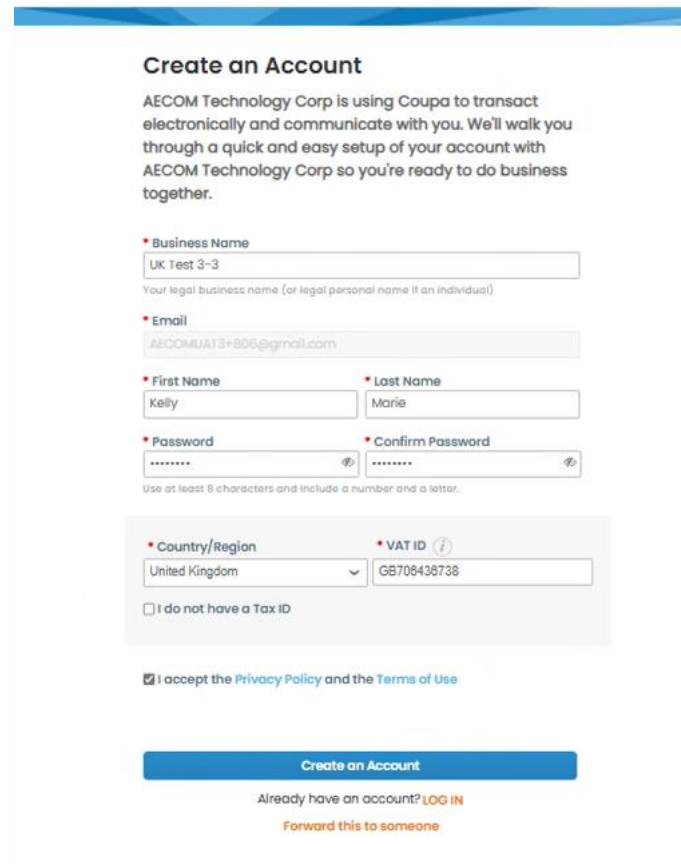 Create an Account
AECOM Technology Corp is using Coupa to transact
electronically and communicate with you. We'll walk you
through a quick and easy setup of your account with
AECOM Technology Corp so you're ready to do business
together.
* Business Name
UK Test 3-3
Your legal business name (or legal personal name if an individual)
* Email
AECOMUAT3+806@gmail.com
* First Name * Last Name
Kelly Marie
* Password * Confirm Password
•••••••• ••••••••
Use at least 8 characters and include a number and a letter.
* Country/Region * VAT ID i
United Kingdom GB706436738
I do not have a Tax ID
I accept the Privacy Policy and the Terms of Use
Create an Account
Already have an account? LOG IN
Forward this to someone